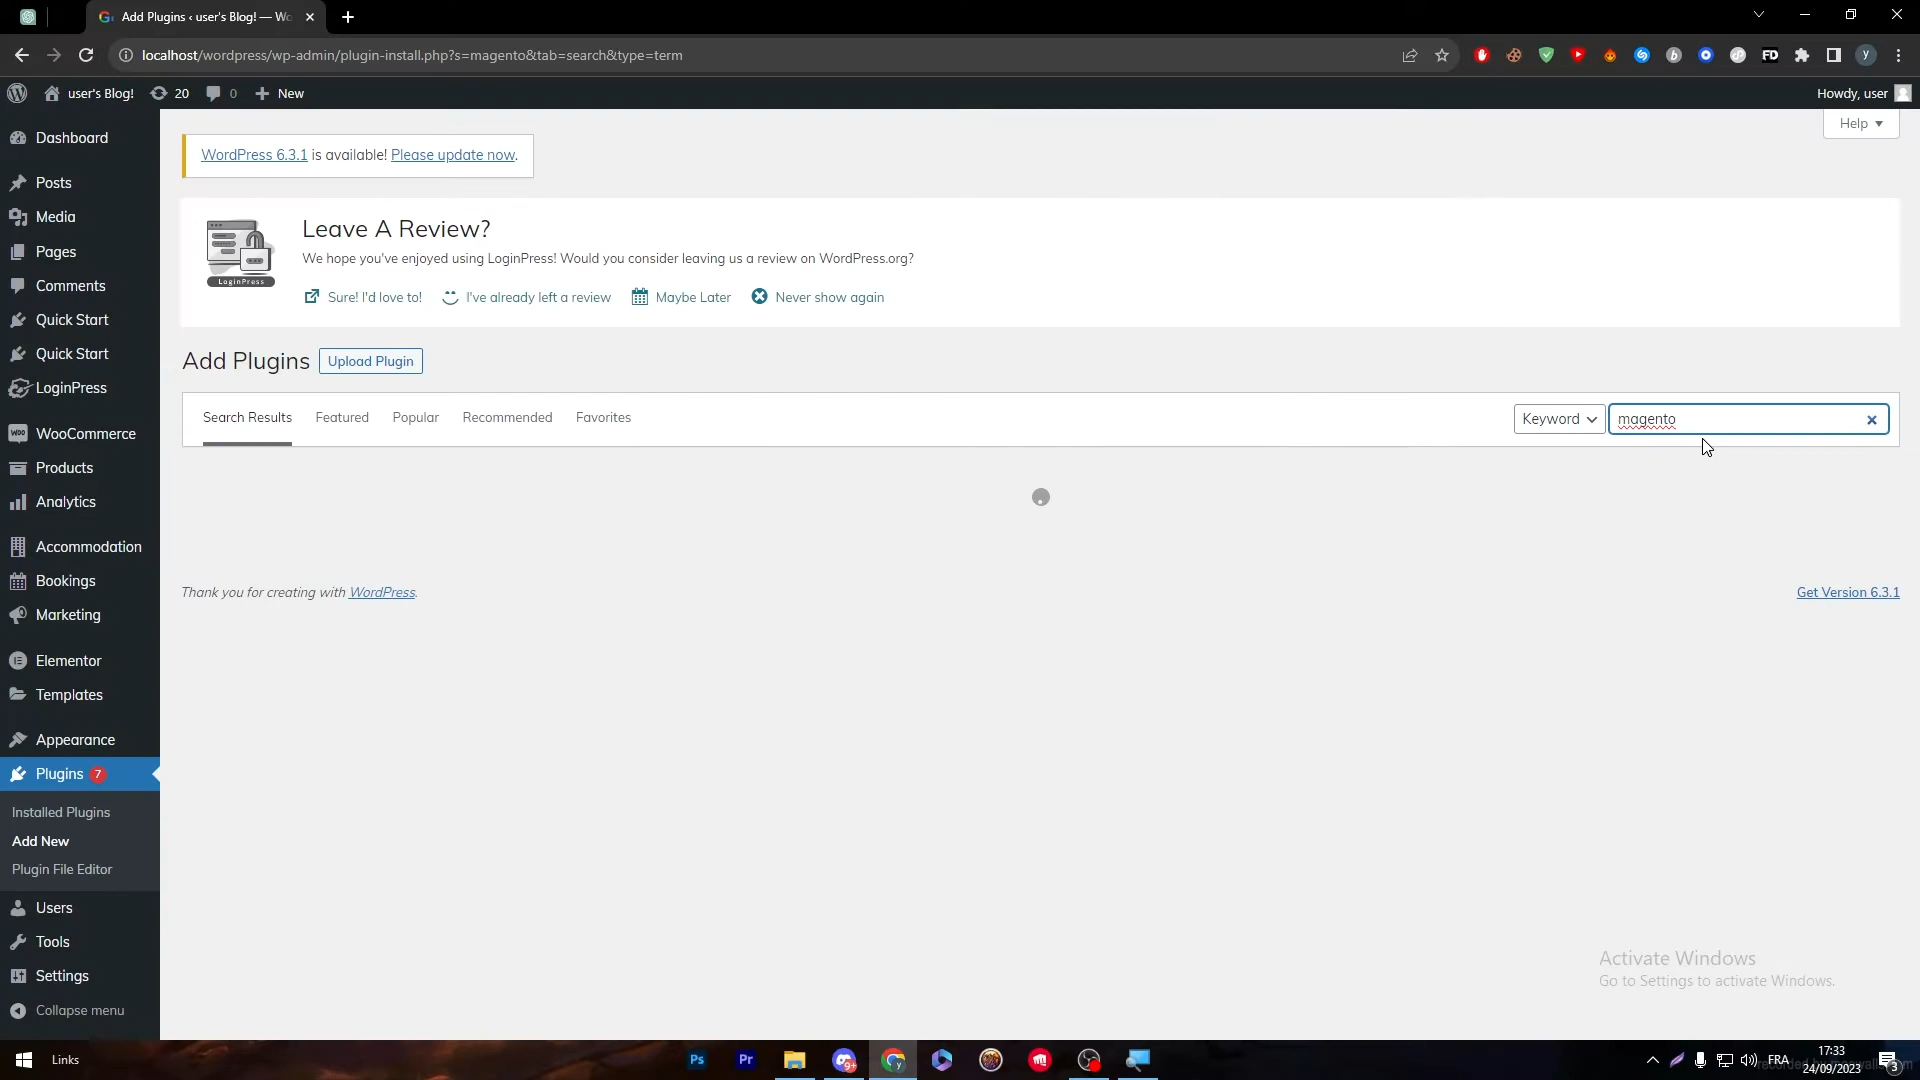 Add Plugins ‹ user's Blog! — Wo
localhost/wordpress/wp-admin/plugin-install.php?s=magento&tab=search&type=term
user's Blog!
20
0
New
Howdy, user
Help
Dashboard
Posts
Media
Pages
Comments
Quick Start
Quick Start
LoginPress
WooCommerce
Products
Analytics
Accommodation
Bookings
Marketing
Elementor
Templates
Appearance
Plugins 7
Installed Plugins
Add New
Plugin File Editor
Users
Tools
Settings
Collapse menu
WordPress 6.3.1 is available! Please update now.
LoginPress
Leave A Review?
We hope you've enjoyed using LoginPress! Would you consider leaving us a review on WordPress.org?
Sure! I'd love to!
I've already left a review
Maybe Later
Never show again
Add Plugins
Upload Plugin
Search Results
Featured
Popular
Recommended
Favorites
Keyword
magento
Thank you for creating with WordPress.
Get Version 6.3.1
Activate Windows
Go to Settings to activate Windows.
Links
Ps
Pr
FRA
17:33
24/09/2023
3